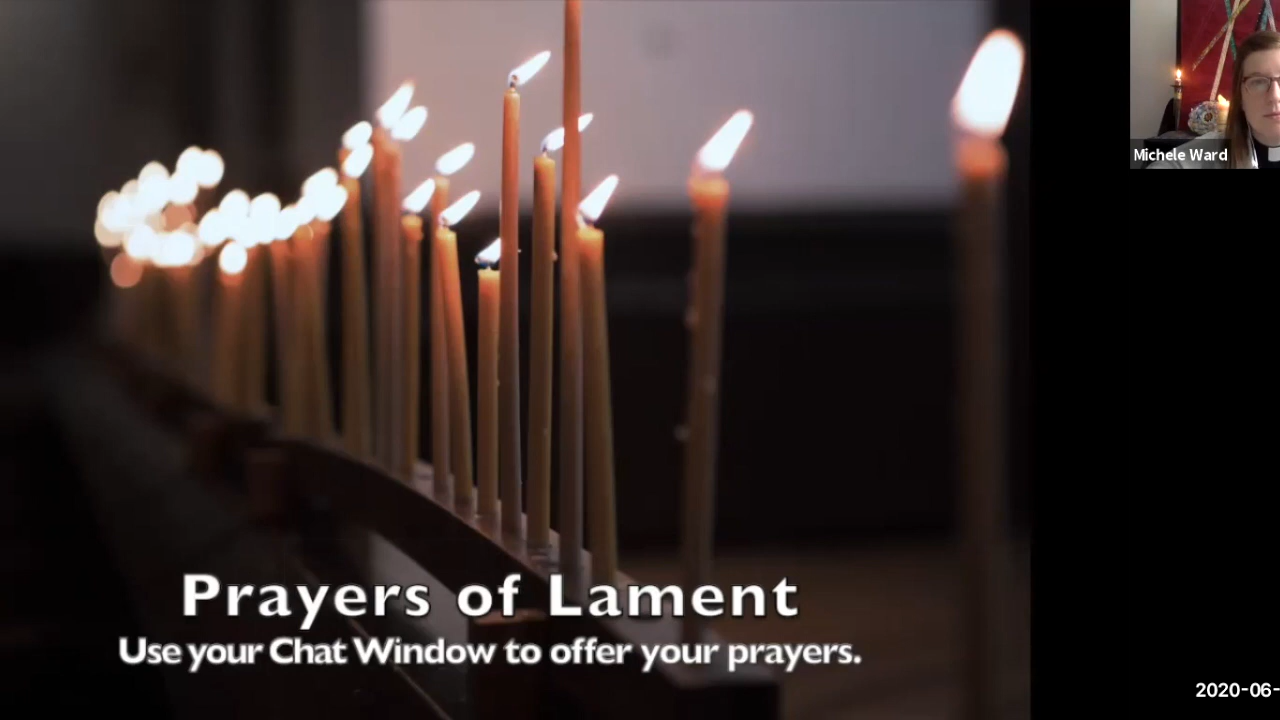 Michele Ward
Prayers of Lament
Use your Chat Window to offer your prayers.
2020-06-